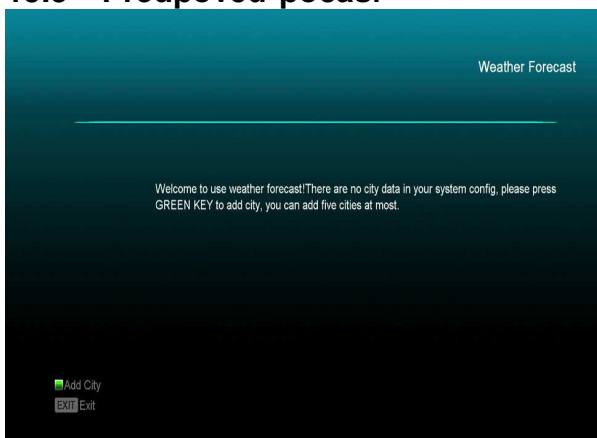 Weather Forecast
Welcome to use weather forecast!There are no city data in your system config, please press
GREEN KEY to add city, you can add five cities at most.
Add City
EXIT Exit